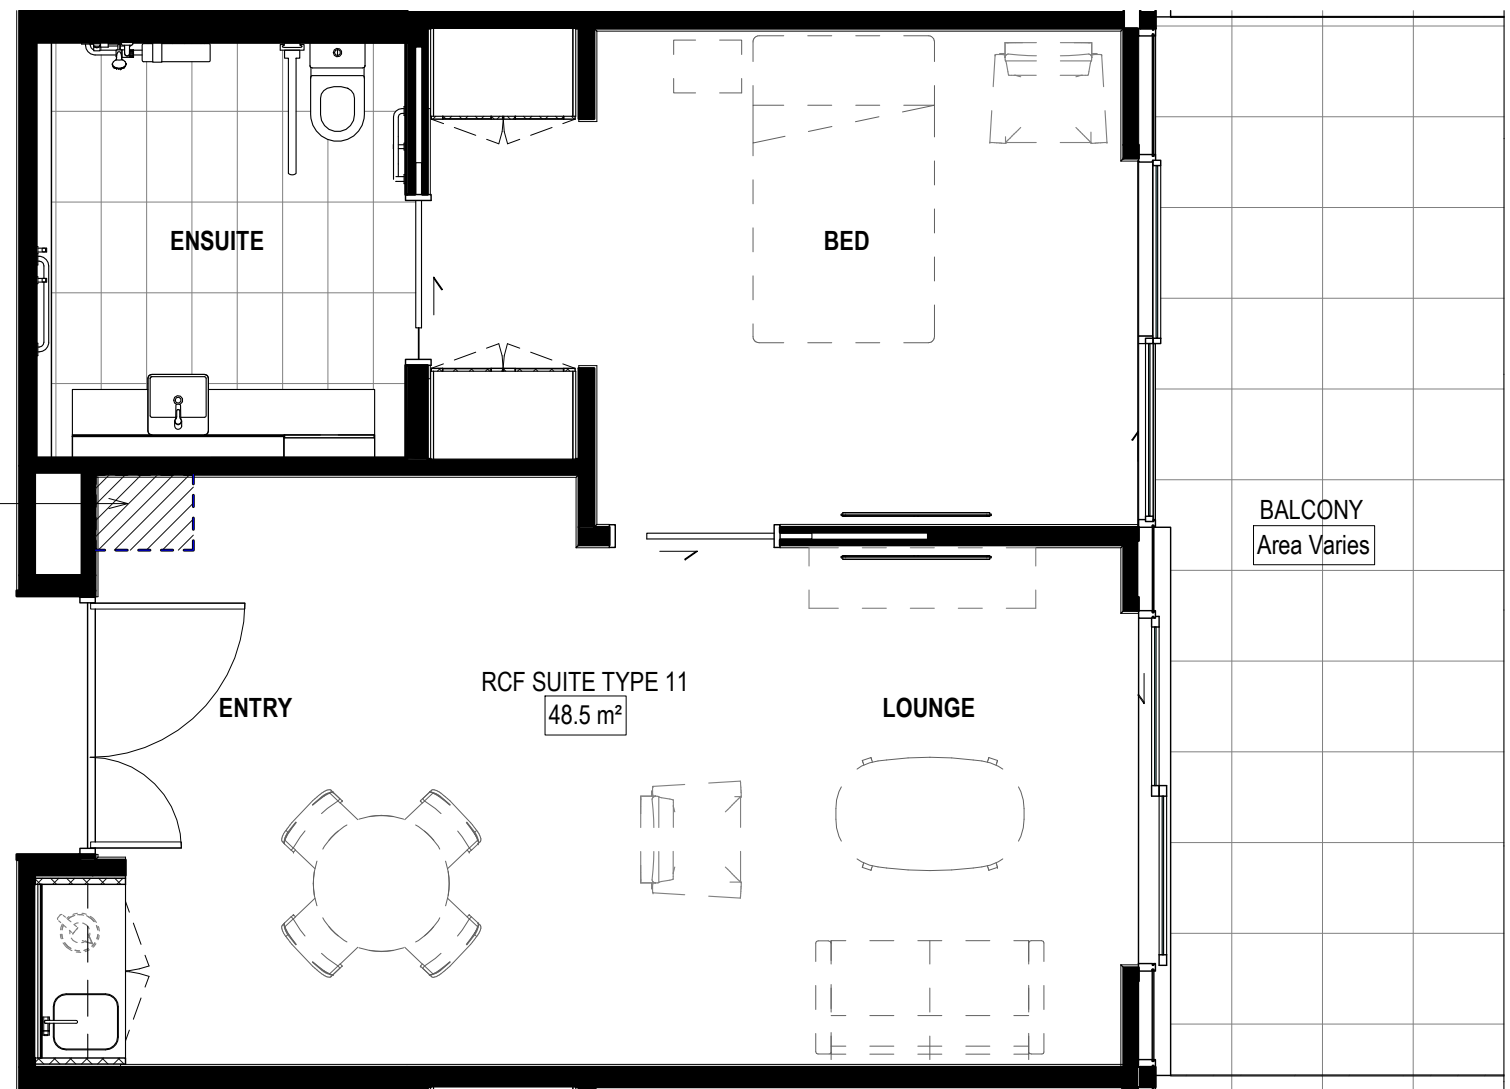 ENSUITE
BED
BALCONY
Area Varies
RCF SUITE TYPE 11
48.5 m²
ENTRY
LOUNGE